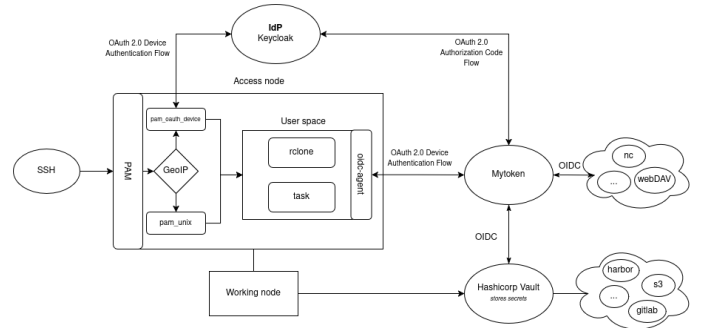 IdP
Keycloak
OAuth 2.0 Device
Authentication Flow
OAuth 2.0
Authorization Code
Flow
Access node
pam_oauth_device
User space
SSH
PAM
GeoIP
rclone
task
oidc-agent
OAuth 2.0 Device
Authentication Flow
Mytoken
OIDC
nc
...
webDAV
pam_unix
OIDC
Working node
Hashicorp Vault
stores secrets
harbor
s3
...
gitlab